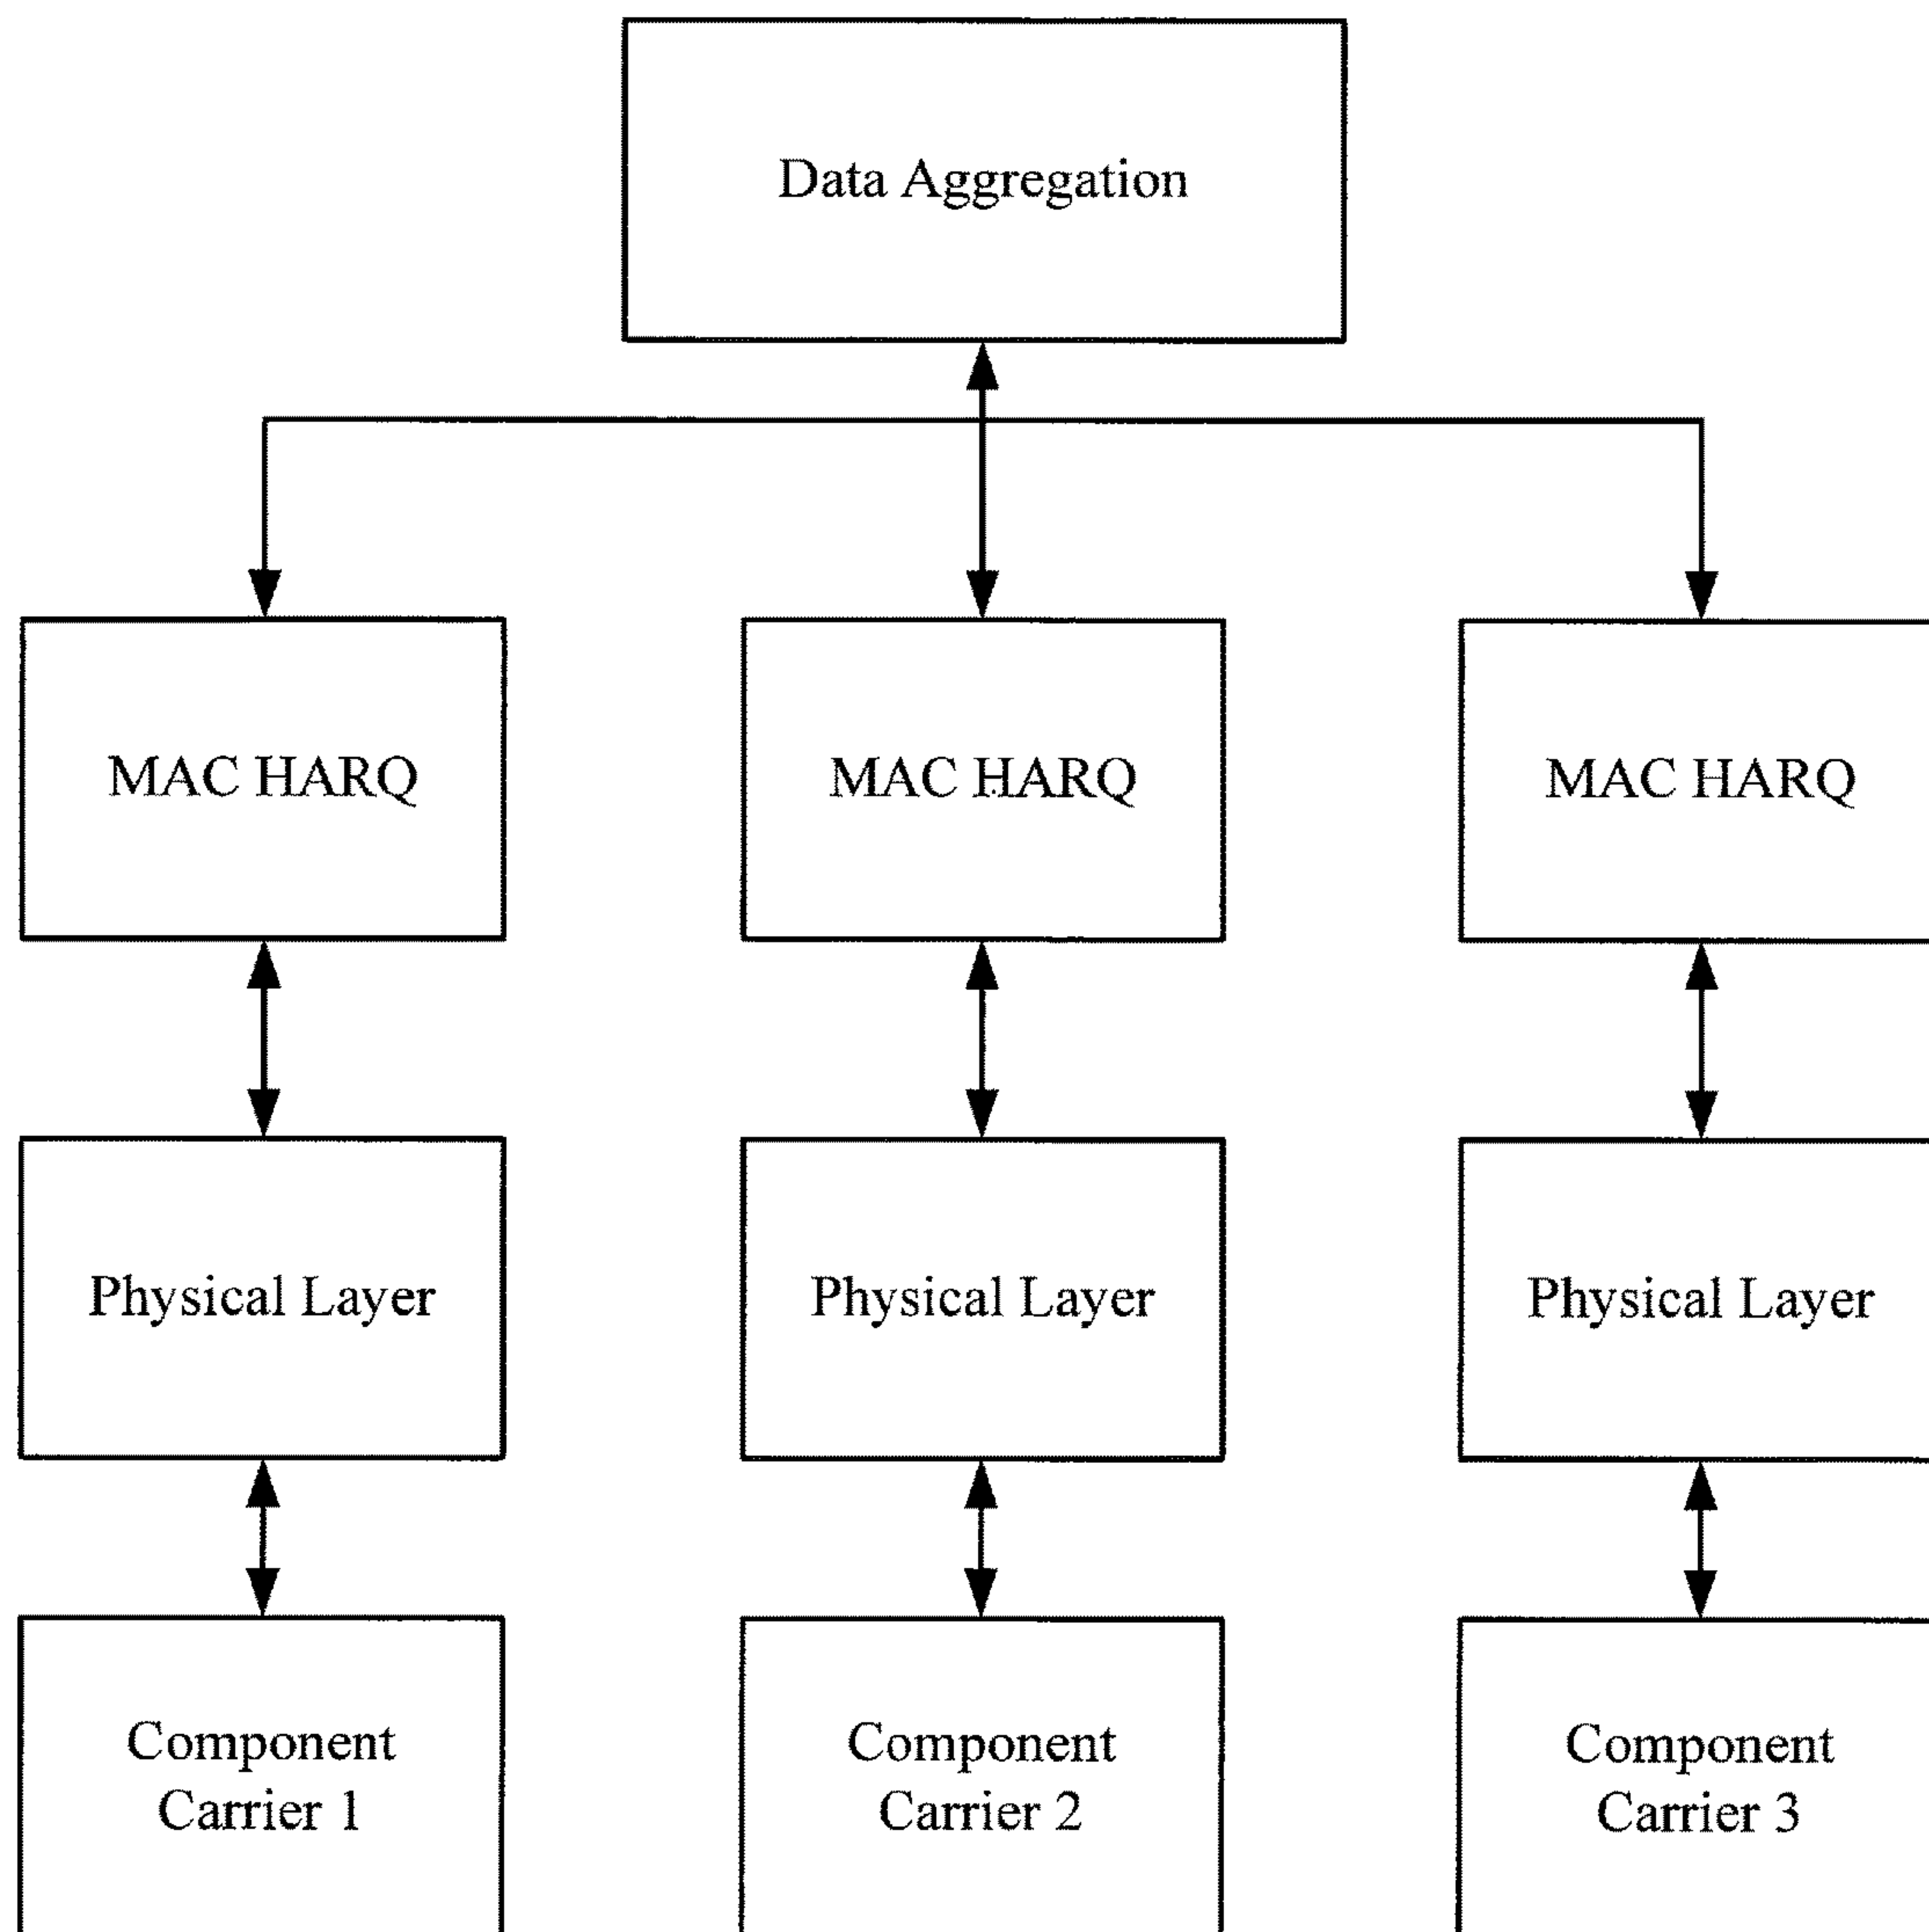 Data Aggregation
MAC HARQ
MAC HARQ
MAC HARQ
Physical Layer
Physical Layer
Physical Layer
Component
Carrier 1
Component
Carrier 2
Component
Carrier 3